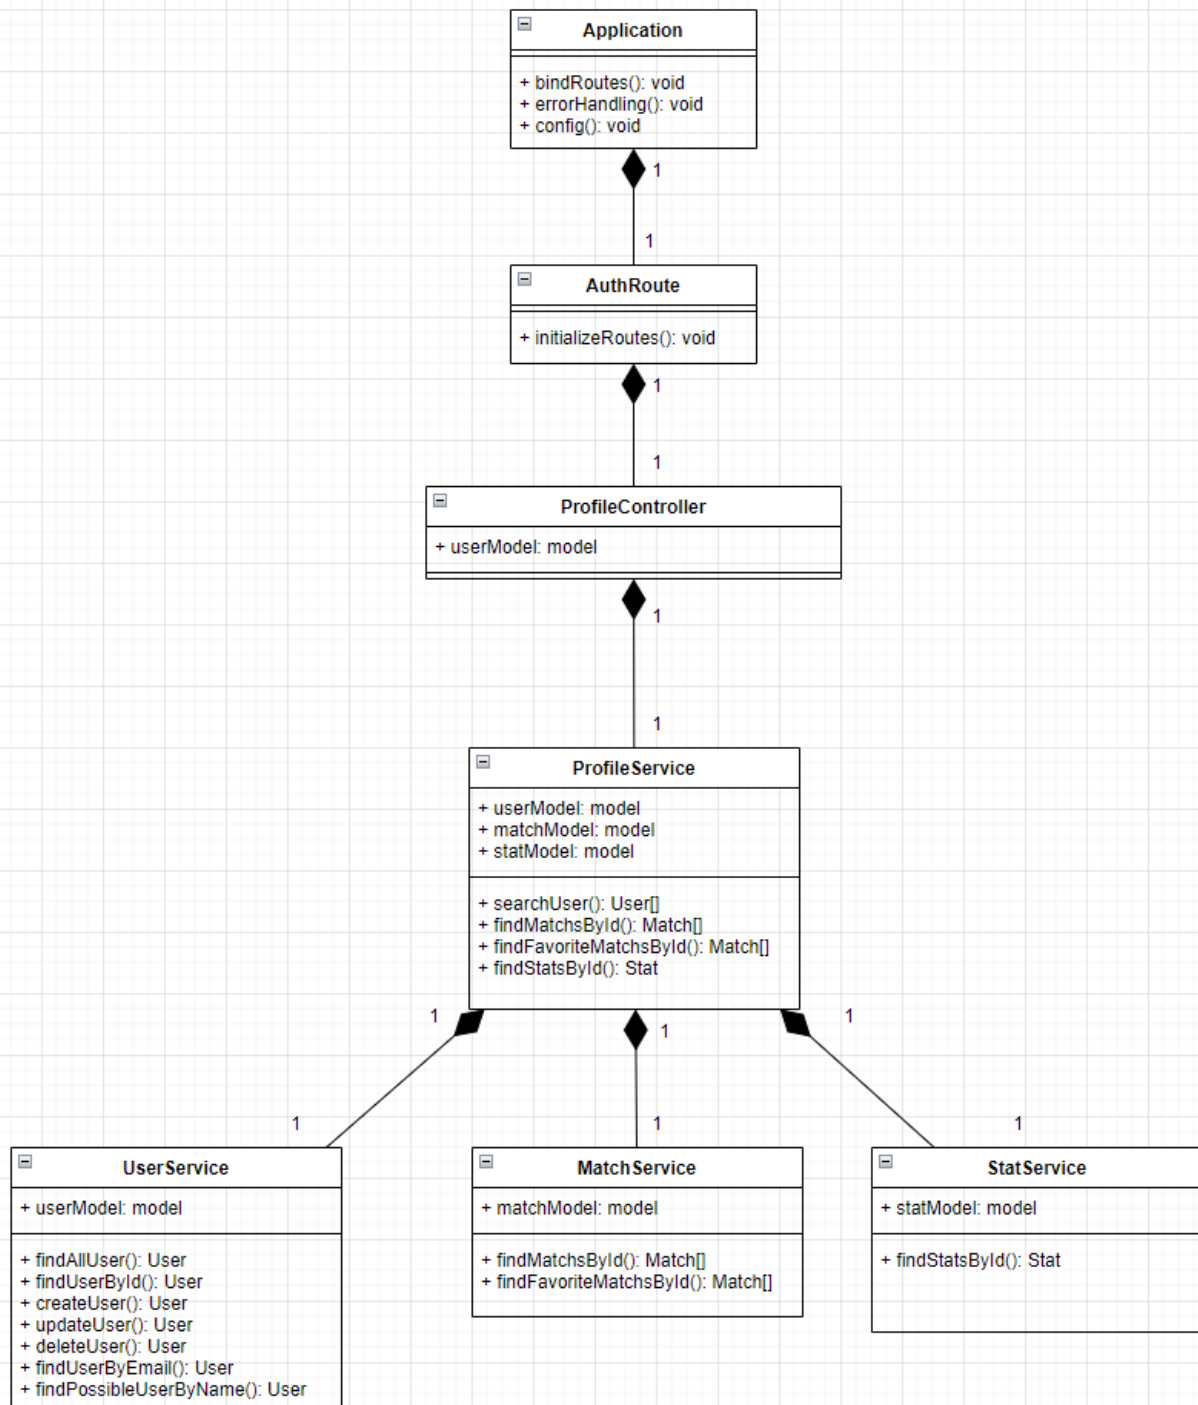 Application
+ bindRoutes(): void
+ errorHandling(): void
+ config(): void
1
1
AuthRoute
+ initializeRoutes(): void
1
1
ProfileController
+ userModel: model
1
1
ProfileService
+ userModel: model
+ matchModel: model
+ statModel: model
+ searchUser(): User[]
+ findMatchsById(): Match[]
+ findFavoriteMatchsById(): Match[]
+ findStatsById(): Stat
1
1
1
1
1
1
UserService
+ userModel: model
+ findAllUser(): User
+ findUserById(): User
+ createUser(): User
+ updateUser(): User
+ deleteUser(): User
+ findUserByEmail(): User
+ findPossibleUserByName(): User
MatchService
+ matchModel: model
+ findMatchsById(): Match[]
+ findFavoriteMatchsById(): Match[]
StatService
+ statModel: model
+ findStatsById(): Stat